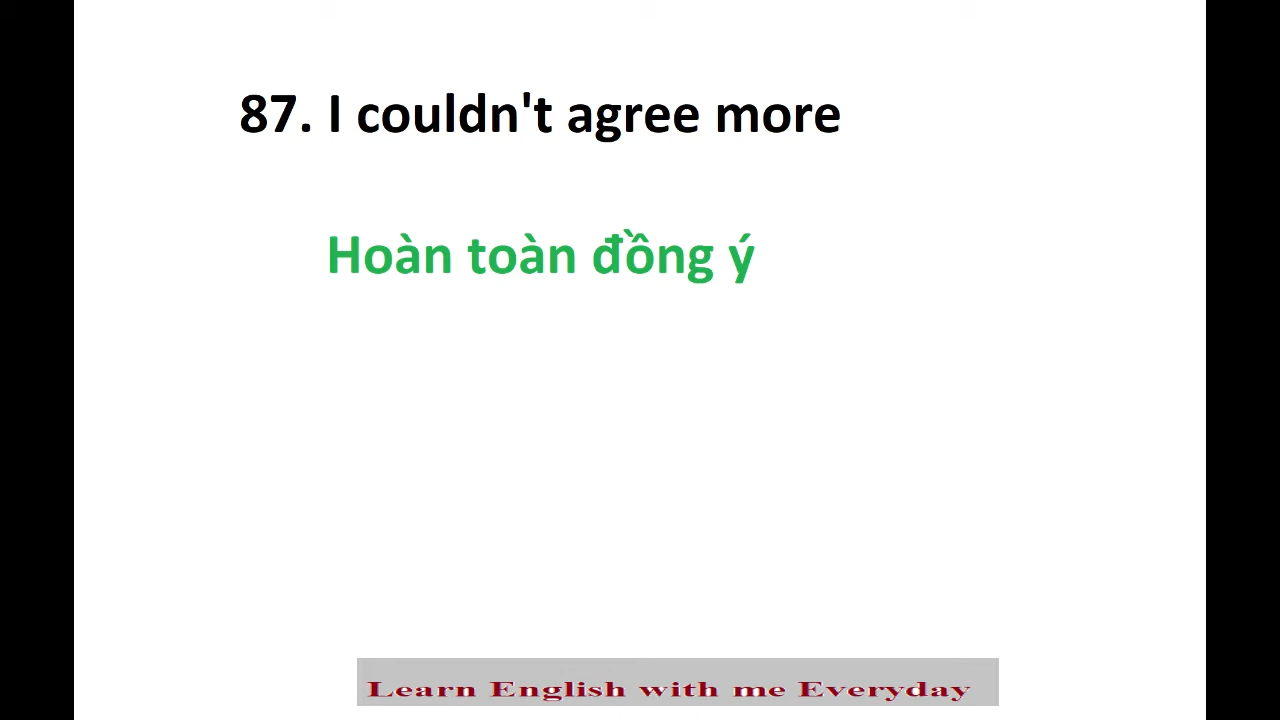 87. I couldn't agree more
Hoàn toàn đồng ý
Learn English with me Everyday